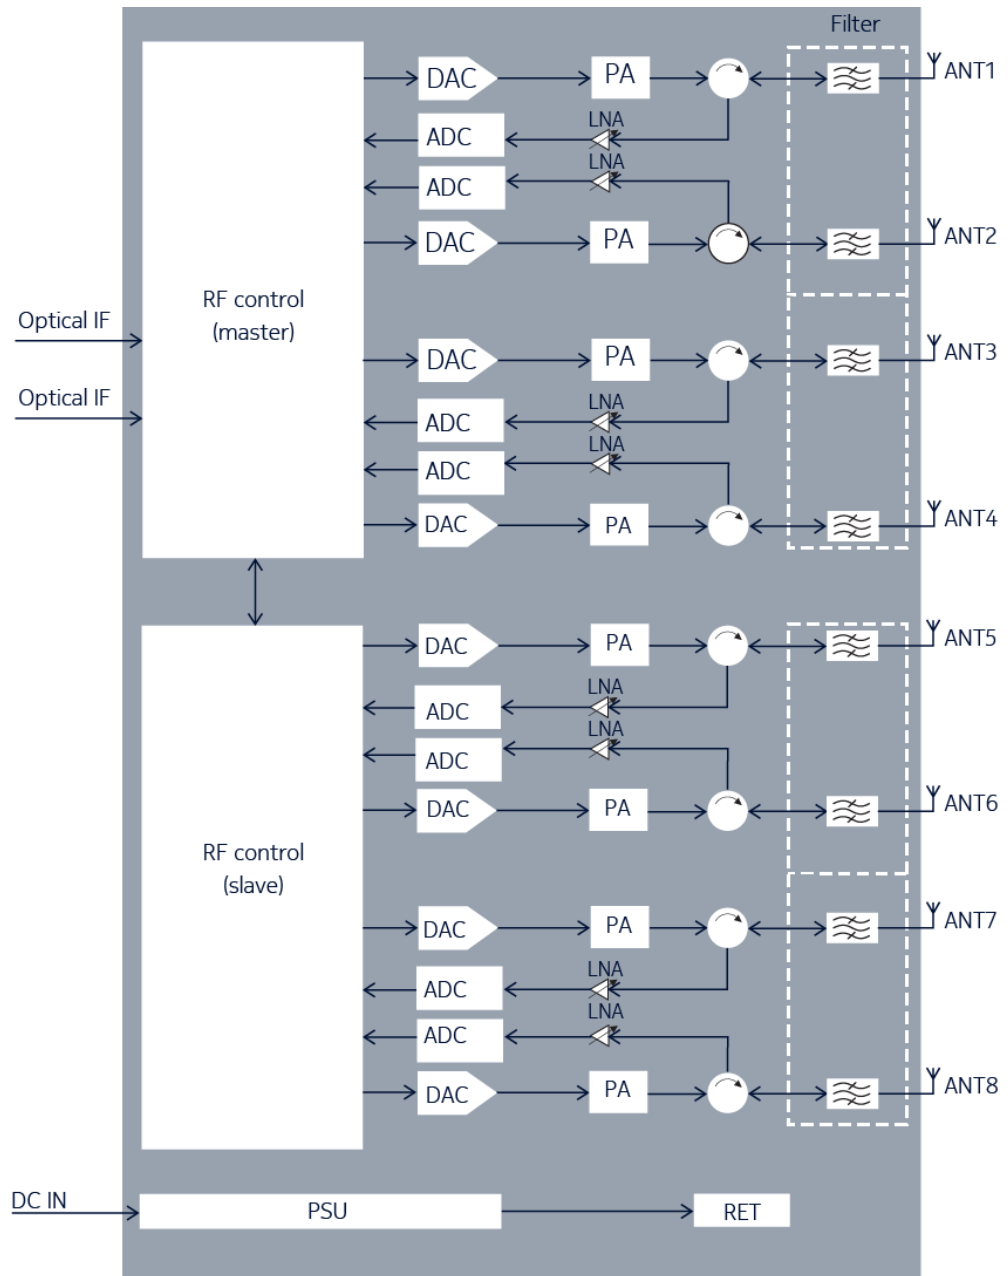 Filter
DAC
PA
ANT1
LNA
ADC
LNA
ADC
DAC
PA
ANT2
RF control
(master)
Optical IF
Optical IF
DAC
PA
ANT3
LNA
ADC
LNA
ADC
DAC
PA
ANT4
DAC
PA
ANT5
LNA
ADC
LNA
ADC
DAC
PA
ANT6
RF control
(slave)
DAC
PA
ANT7
LNA
ADC
LNA
ADC
DAC
PA
ANT8
DC IN
PSU
RET